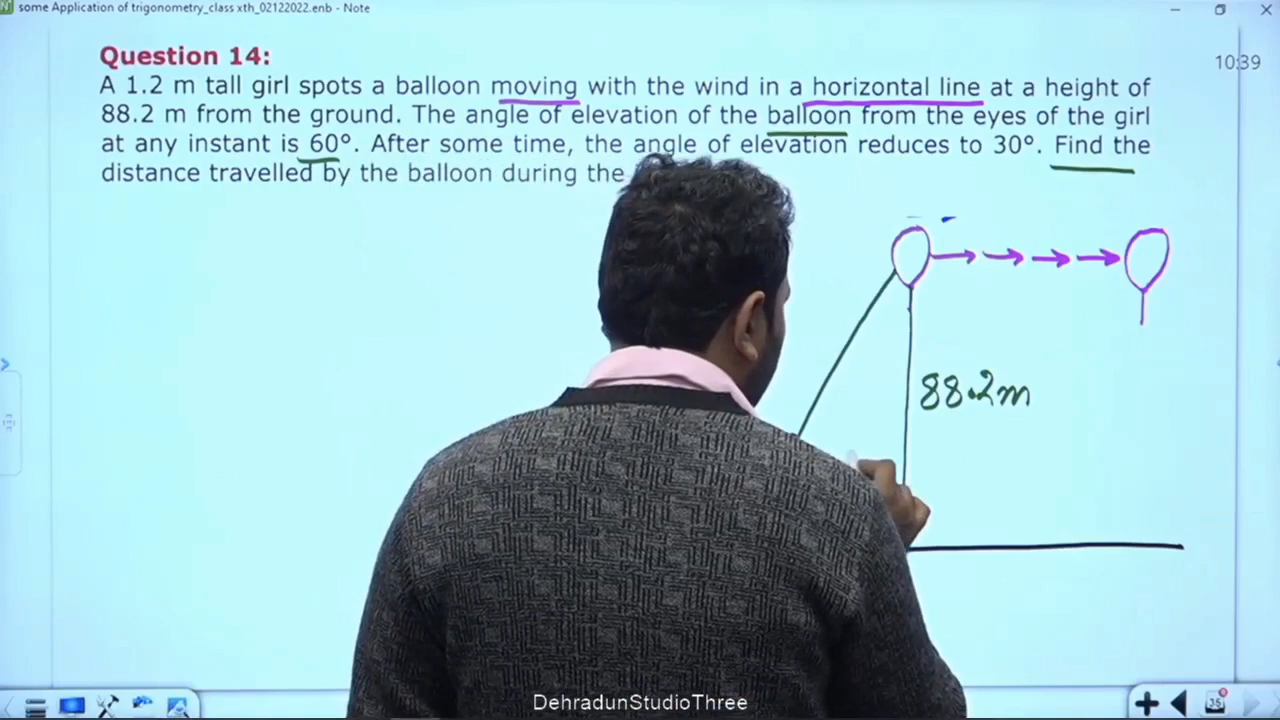 some Application of trigonometry_class xth_02122022.enb - Note
Question 14:
10:39
A 1.2 m tall girl spots a balloon moving with the wind in a horizontal line at a height of
88.2 m from the ground. The angle of elevation of the balloon from the eyes of the girl
at any instant is 60°. After some time, the angle of elevation reduces to 30°. Find the
distance travelled by the balloon during the
88.2m
DehradunStudioThree